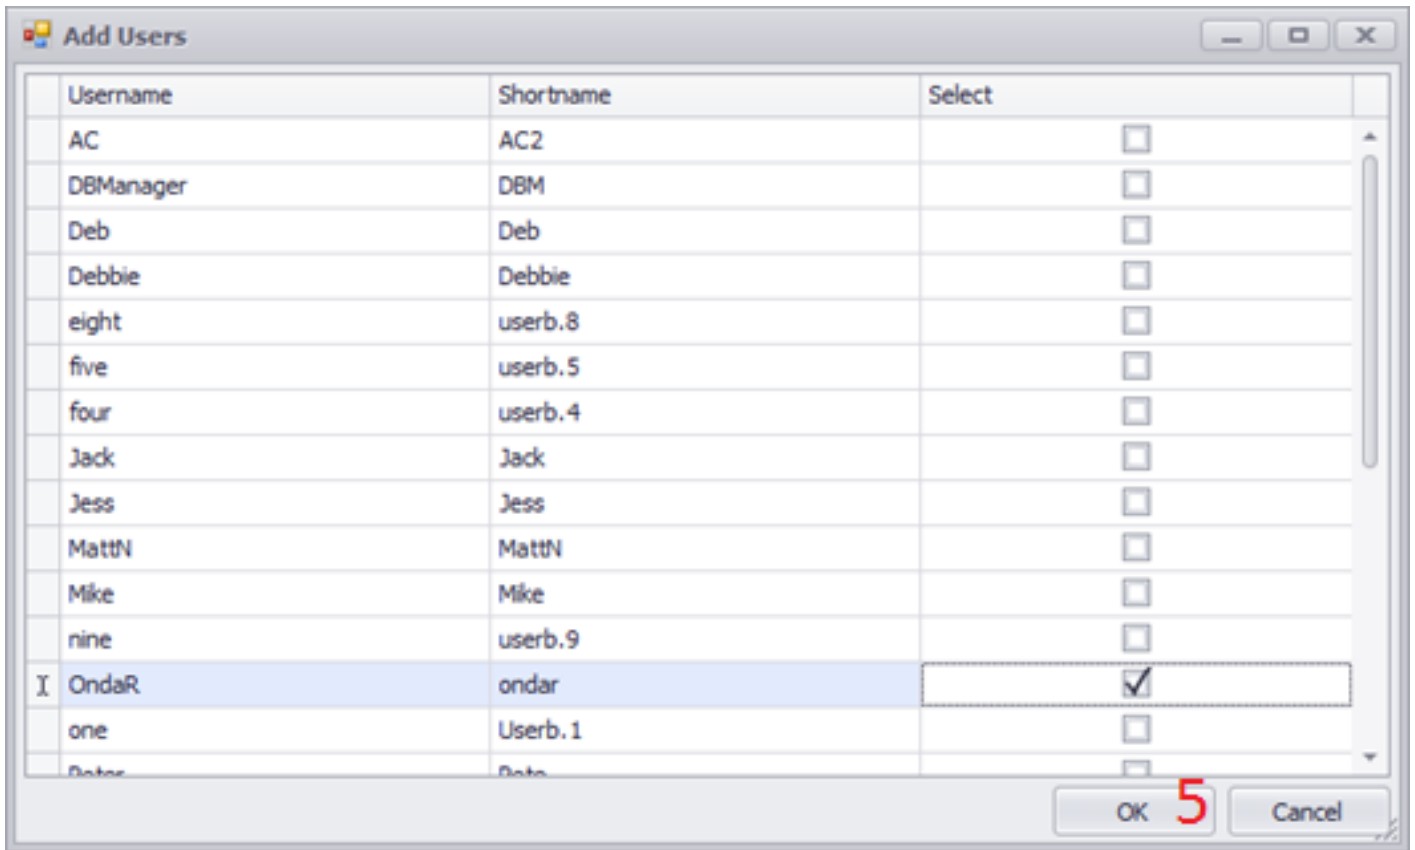 Add Users
Username Shortname Select
AC AC2
DBManager DBM
Deb Deb
Debbie Debbie
eight userb.8
five userb.5
four userb.4
Jack Jack
Jess Jess
MattN MattN
Mike Mike
nine userb.9
OndaR ondar
one Userb.1
OK 5 Cancel